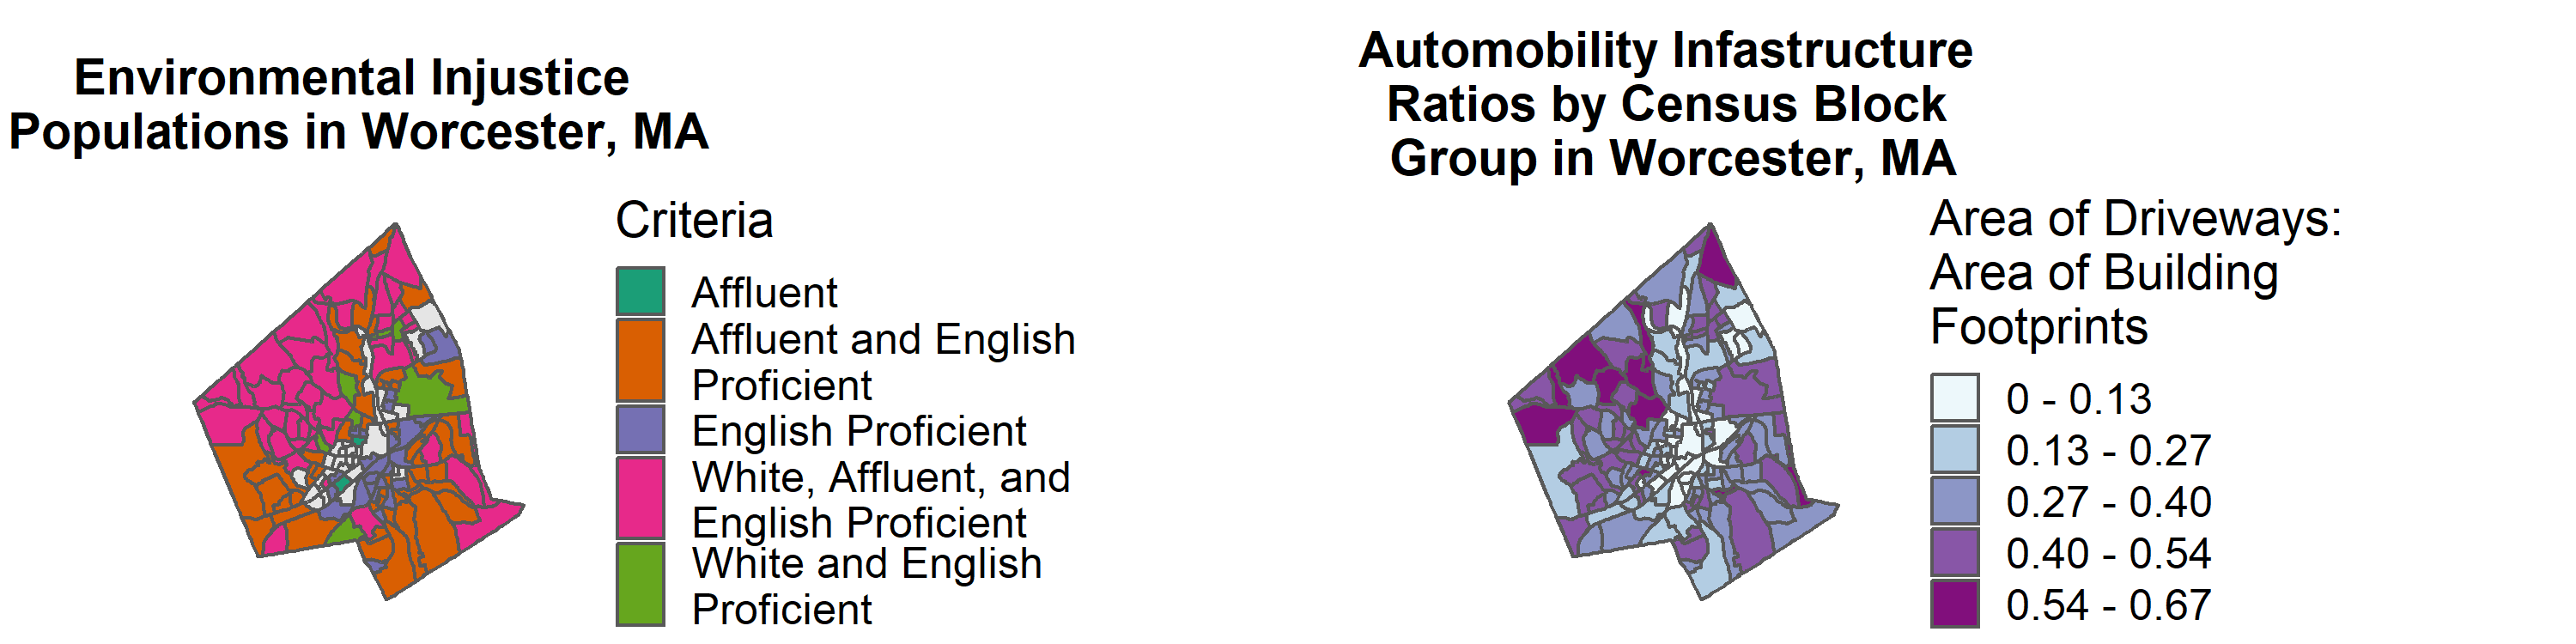 Environmental Injustice
Populations in Worcester, MA
Criteria
Affluent
Affluent and English
Proficient
English Proficient
White, Affluent, and
English Proficient
White and English
Proficient
Automobility Infastructure
Ratios by Census Block
Group in Worcester, MA
Area of Driveways:
Area of Building
Footprints
0 - 0.13
0.13 - 0.27
0.27 - 0.40
0.40 - 0.54
0.54 - 0.67